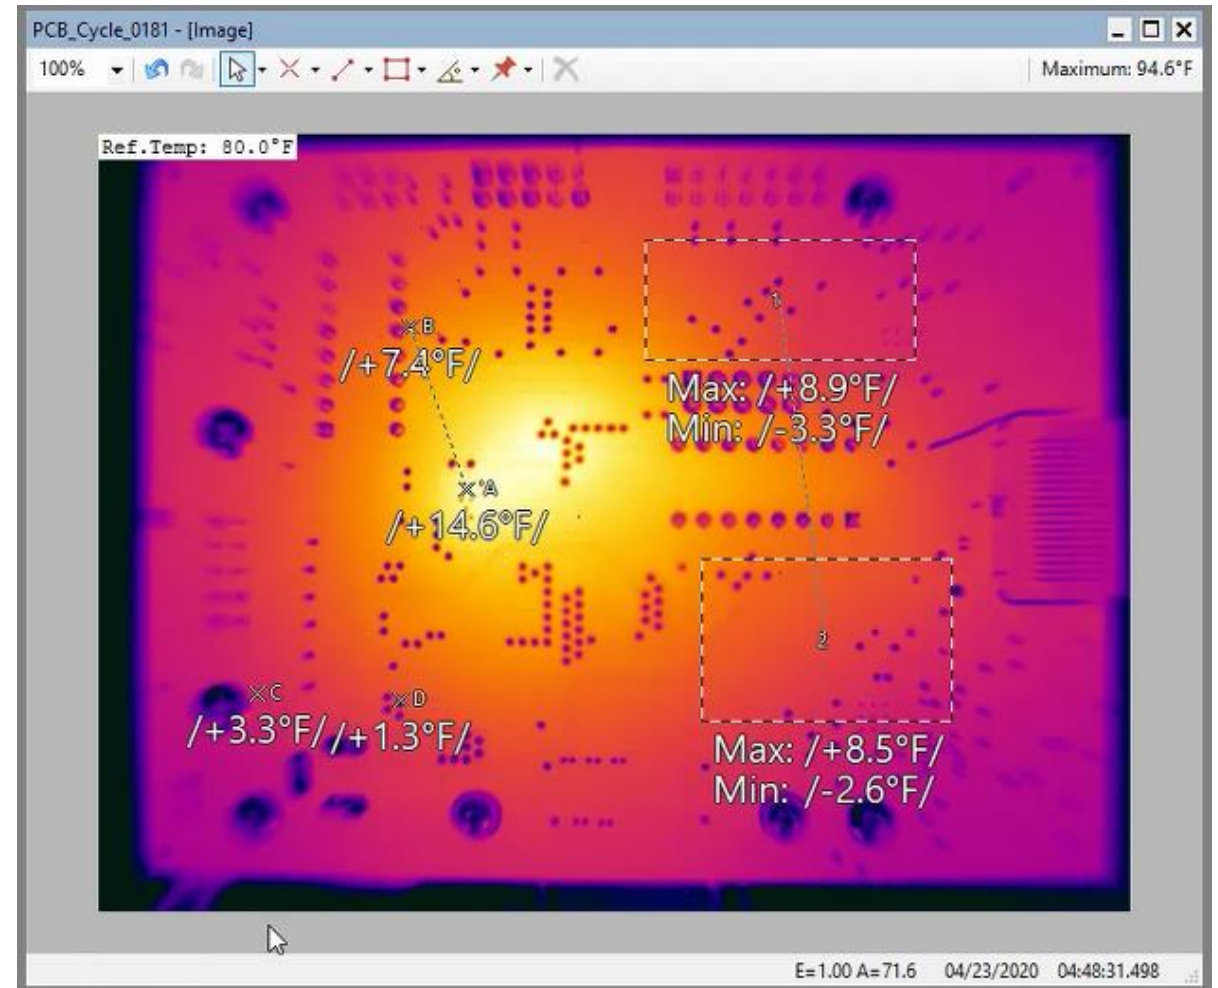 PCB_Cycle_0181 - [Image]
100%
Maximum: 94.6°F
Ref.Temp: 80.0°F
1
B
/+7.4°F/
Max: /+8.9°F/
Min: /-3.3°F/
A
/+14.6°F/
2
C
D
/+3.3°F/
/+1.3°F/
Max: /+8.5°F/
Min: /-2.6°F/
E=1.00 A=71.6 04/23/2020 04:48:31.498